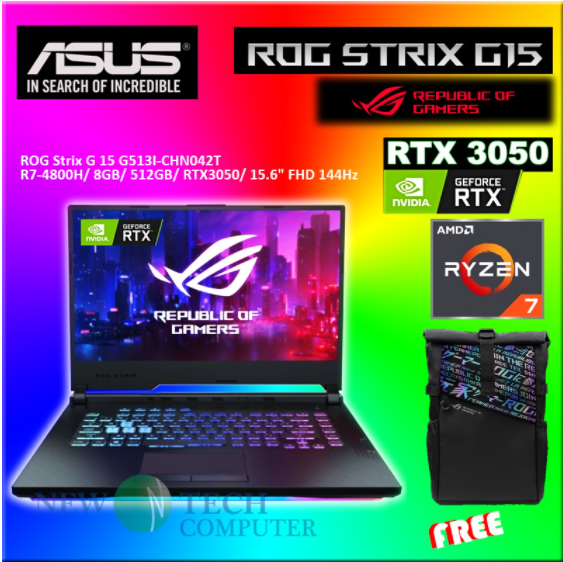 ASUS®
IN SEARCH OF INCREDIBLE
ROG STRIX G15
REPUBLIC OF
GAMERS
RTX 3050
ROG Strix G 15 G513I-CHN042T
R7-4800H/ 8GB/ 512GB/ RTX3050/ 15.6" FHD 144Hz
NVIDIA.
GEFORCE
RTX
NVIDIA.
GEFORCE
RTX
AMD
RYZEN
7
REPUBLIC OF
GAMERS
NEW N TECH
COMPUTER
FREE